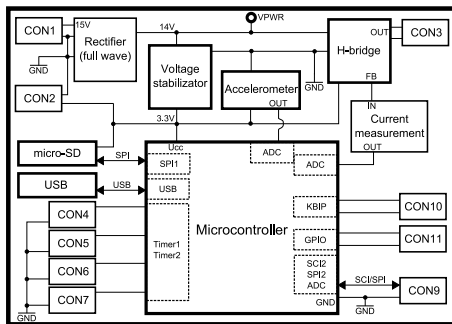 VPWR
CON1
15V
Rectifier
(full wave)
14V
OUT
CON3
H-bridge
GND
Voltage
stabilizator
Accelerometer
OUT
GND
FB
CON2
3.3V
IN
Current
measurement
OUT
micro-SD
SPI
Ucc
SPI1
ADC
ADC
USB
USB
USB
CON4
KBIP
CON10
Microcontroller
CON5
Timer1
Timer2
GPIO
CON11
CON6
SCI2
SPI2
ADC
SCI/SPI
CON9
CON7
GND
GND
GND